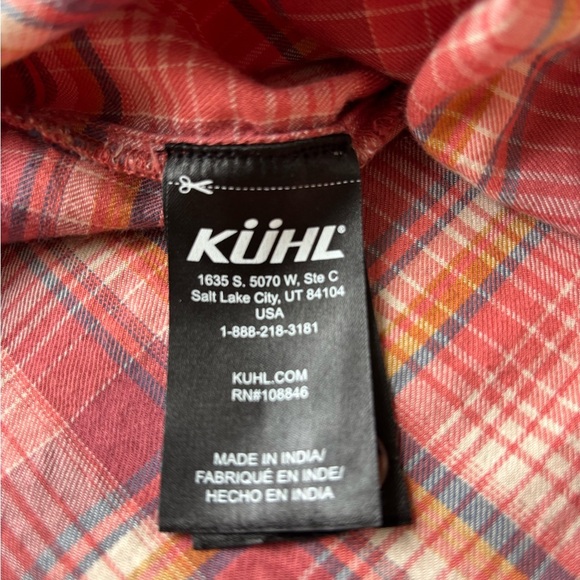 KÜHL
1635 S. 5070 W, Ste C
Salt Lake City, UT 84104
USA
1-888-218-3181
KUHL.COM
RN#108846
MADE IN INDIA/
FABRIQUÉ EN INDE/
HECHO EN INDIA